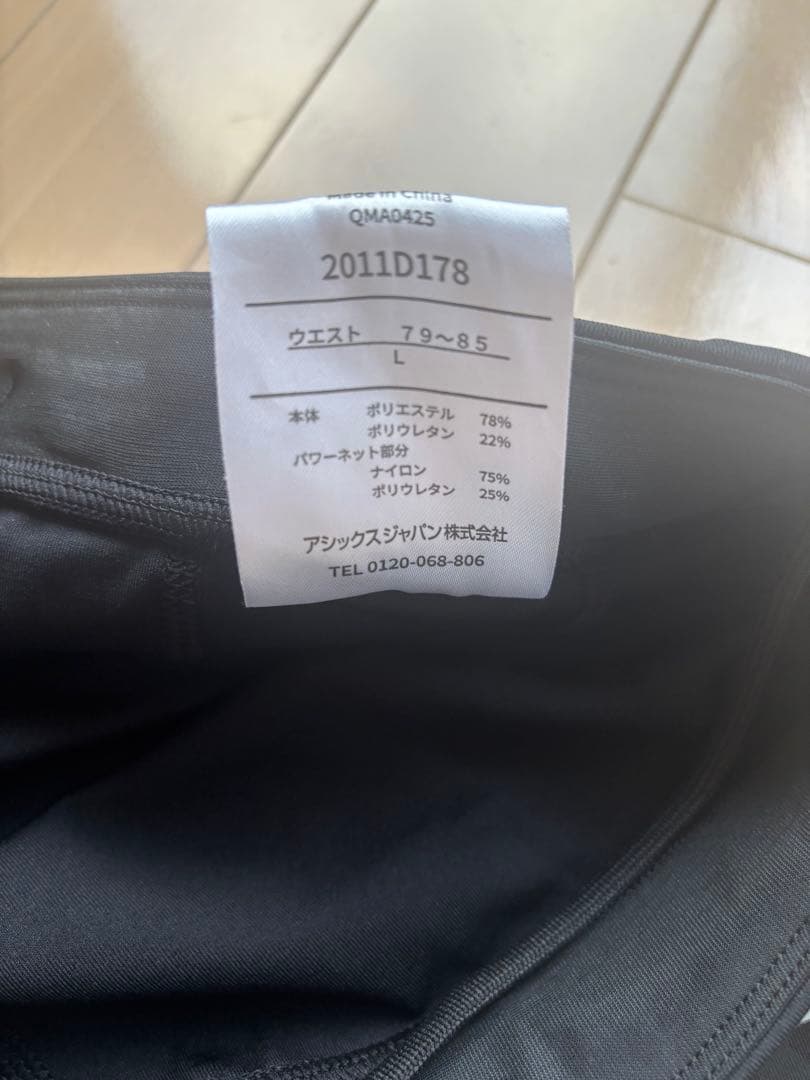 Made in China
QMA0425
2011D178
ウエスト 79～85
L
本体 ポリエステル 78%
ポリウレタン 22%
パワーネット部分
ナイロン 75%
ポリウレタン 25%
アシックスジャパン株式会社
TEL 0120-068-806